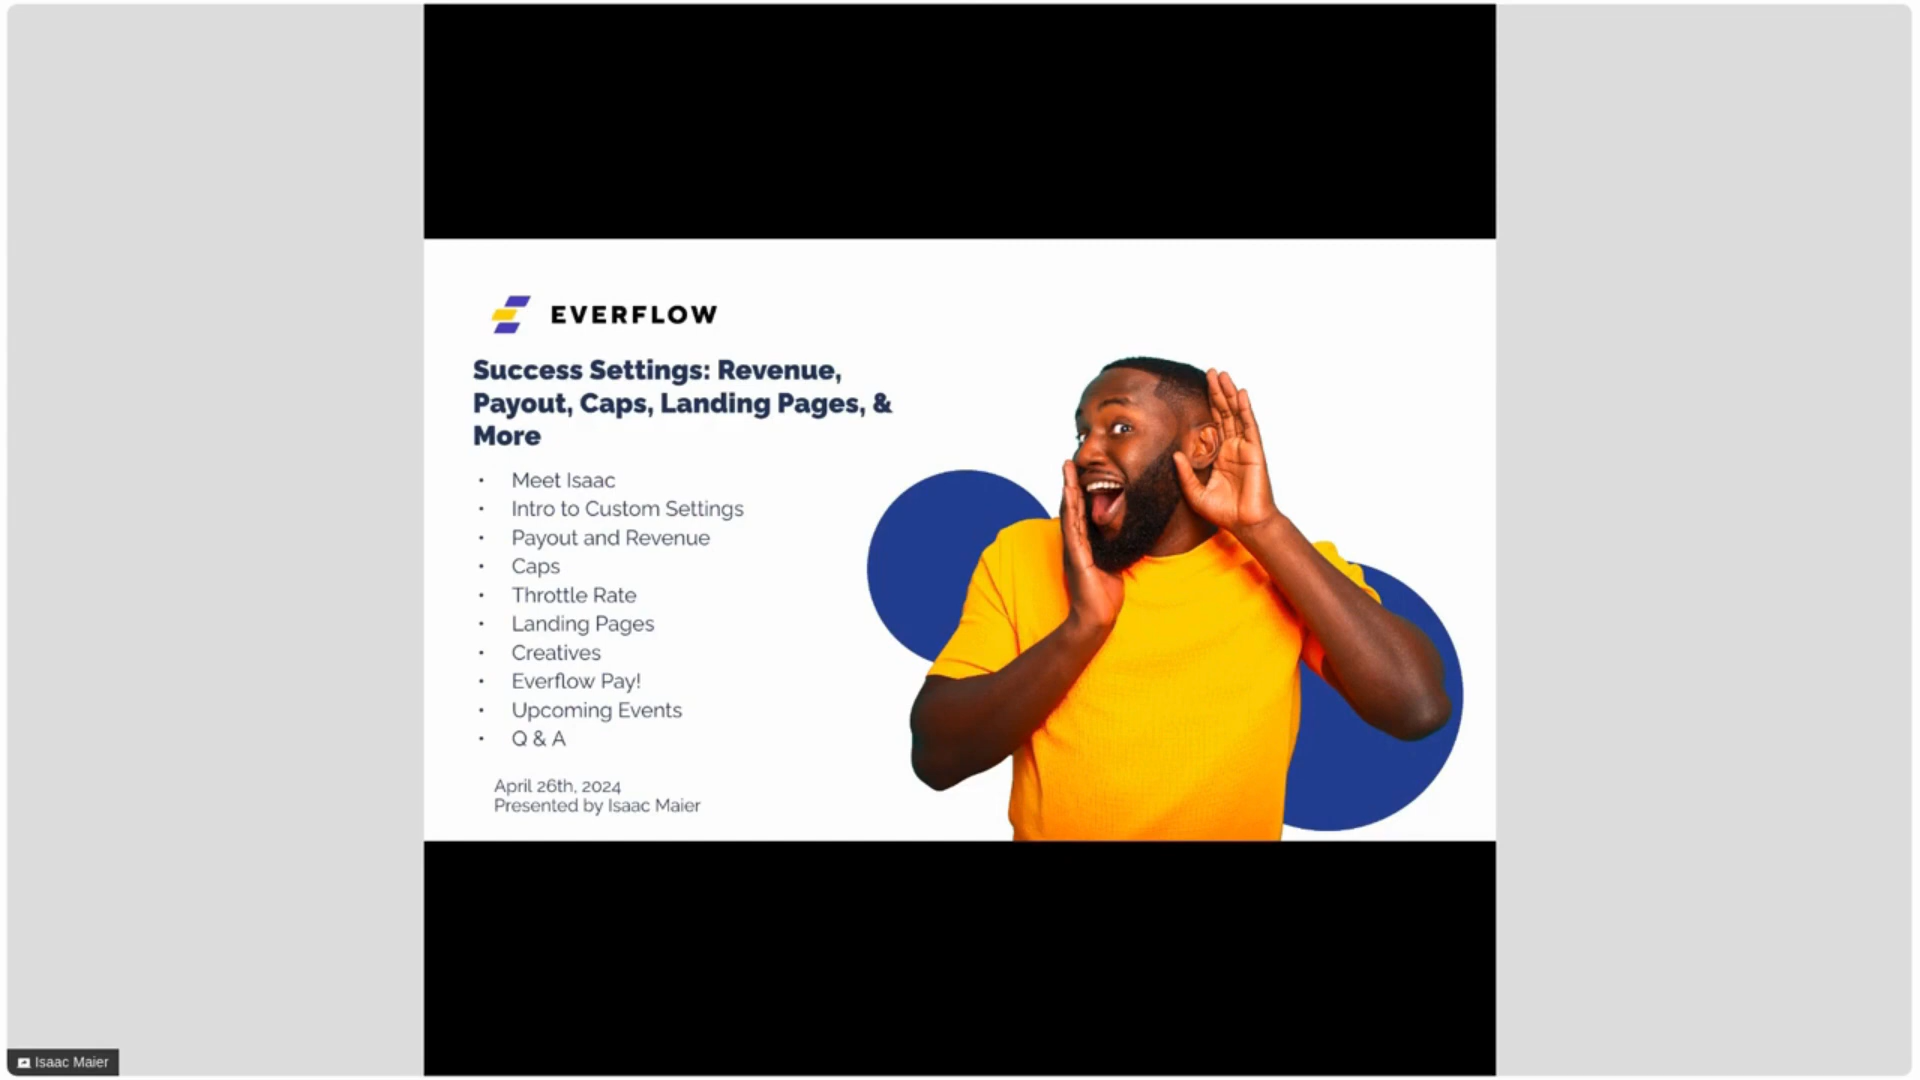 EVERFLOW
Success Settings: Revenue,
Payout, Caps, Landing Pages, &
More
• Meet Isaac
• Intro to Custom Settings
• Payout and Revenue
• Caps
• Throttle Rate
• Landing Pages
• Creatives
• Everflow Pay!
• Upcoming Events
• Q & A
April 26th, 2024
Presented by Isaac Maier
Isaac Maier